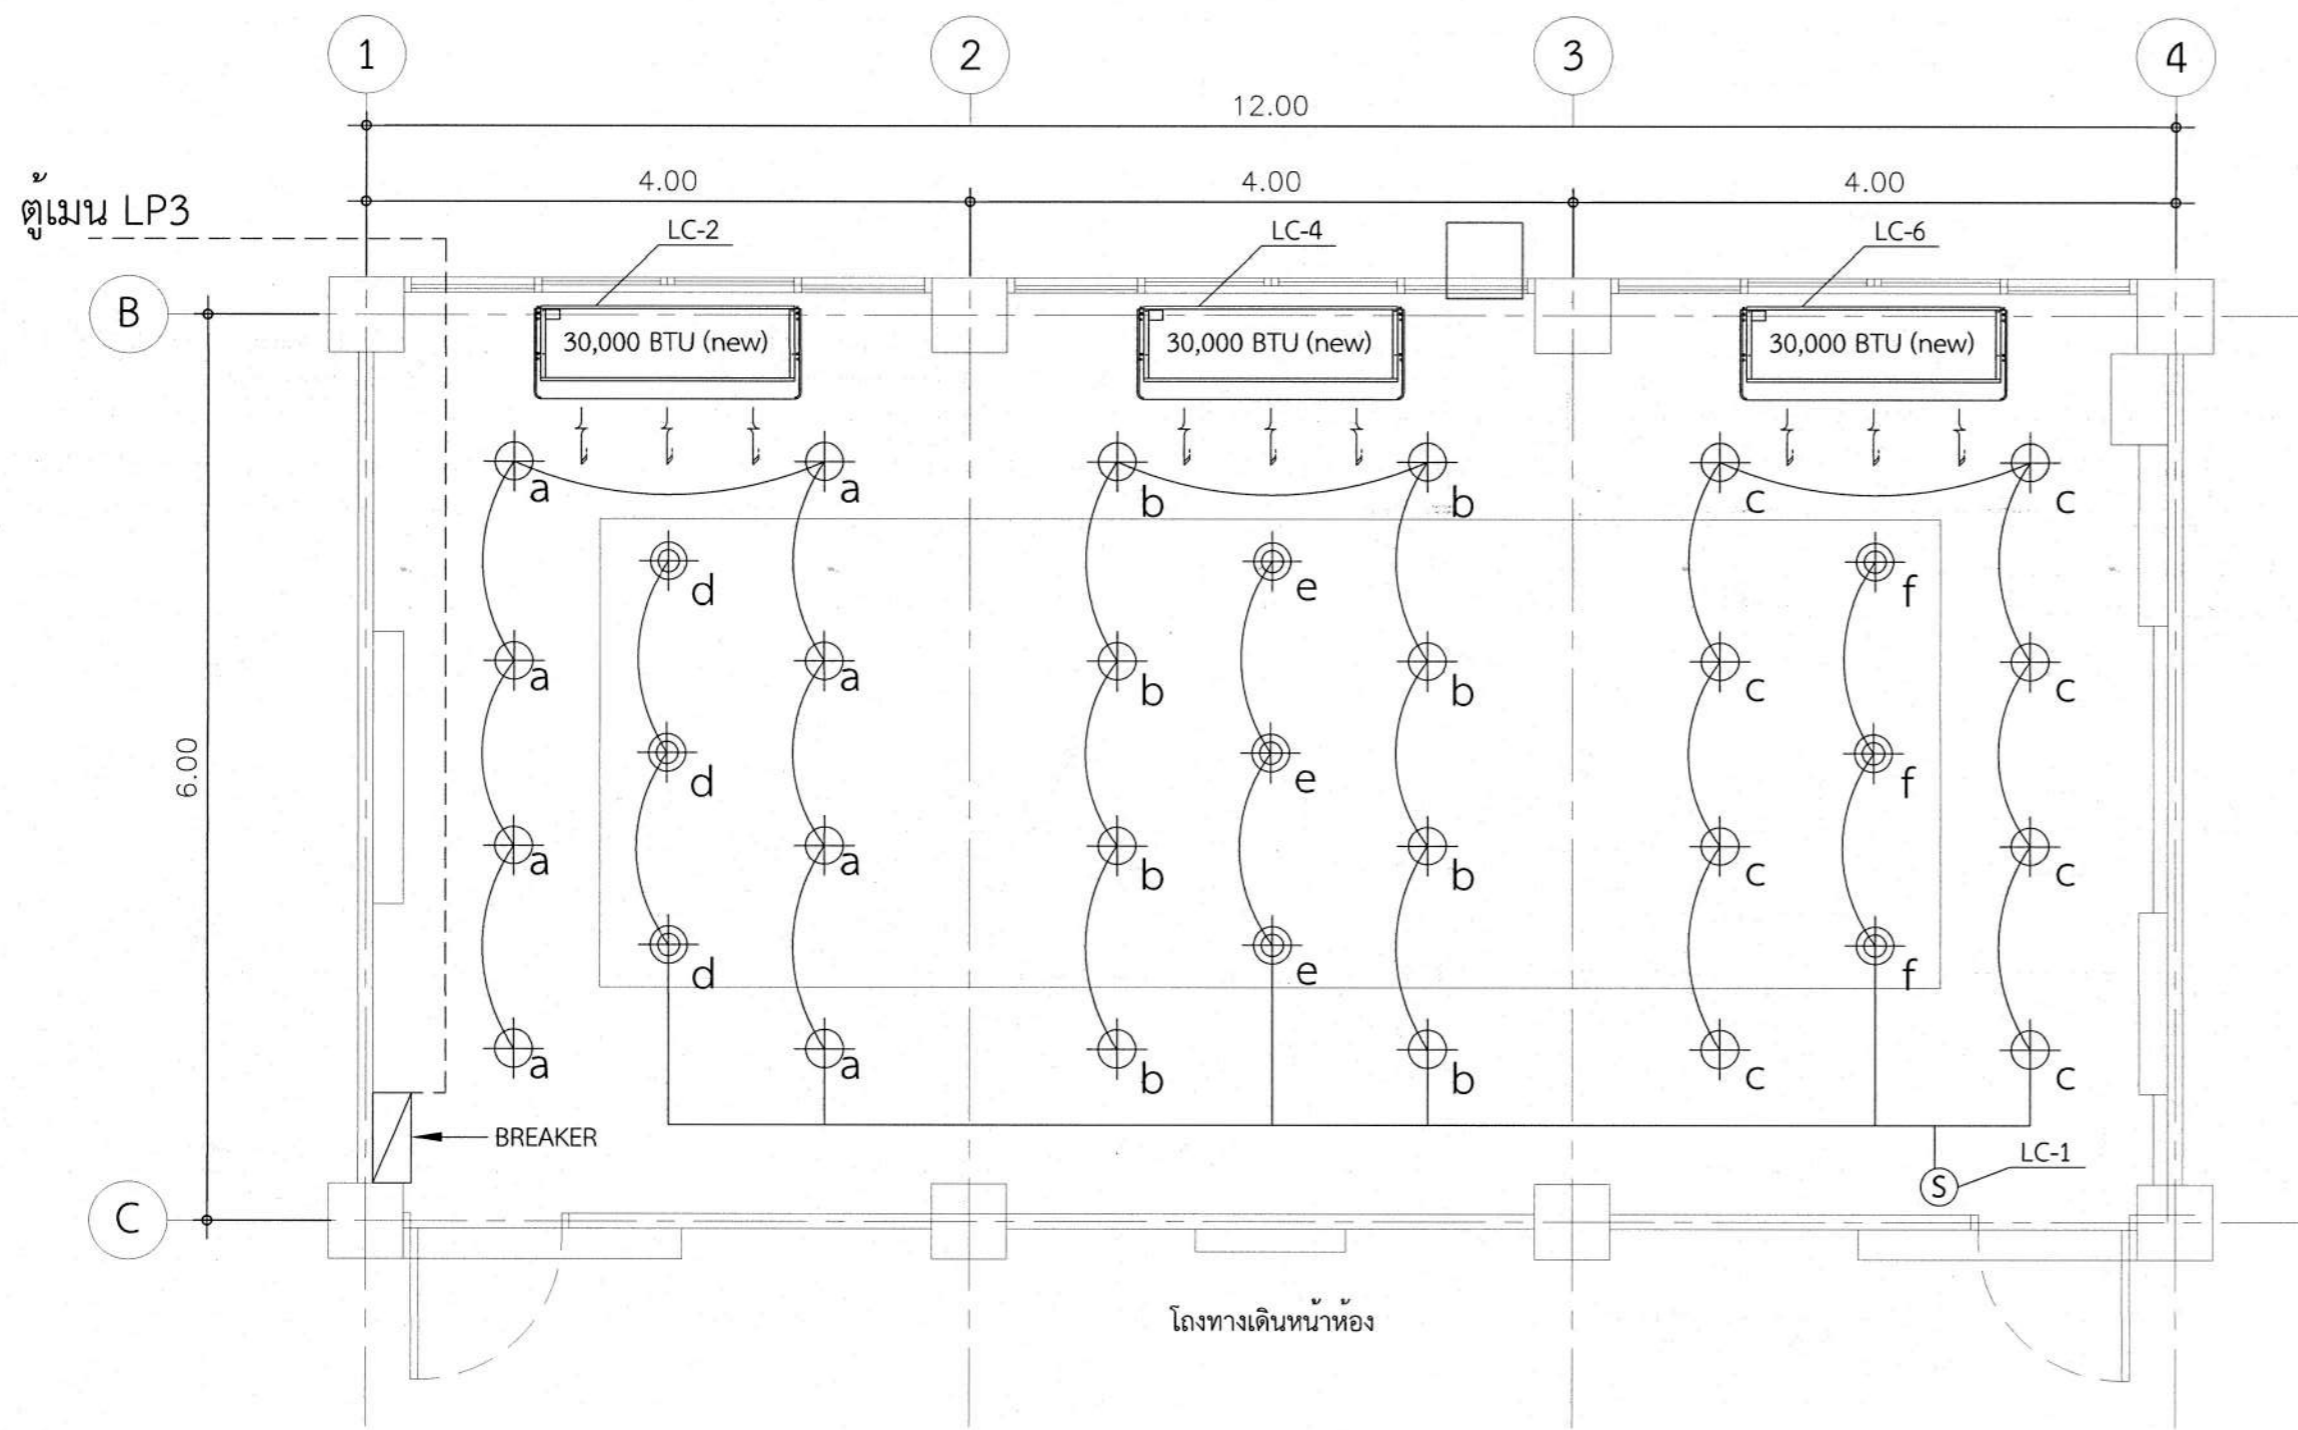 1 2 3 4
12.00
4.00 4.00 4.00
ตู้เมน LP3
LC-2 LC-4 LC-6
B
30,000 BTU (new) 30,000 BTU (new) 30,000 BTU (new)
a a b b c c
d e f
a a b b c c
d e f
6.00
a a b b c c
d e f
a a b b c c
BREAKER
LC-1
S
C
โถงทางเดินหน้าห้อง